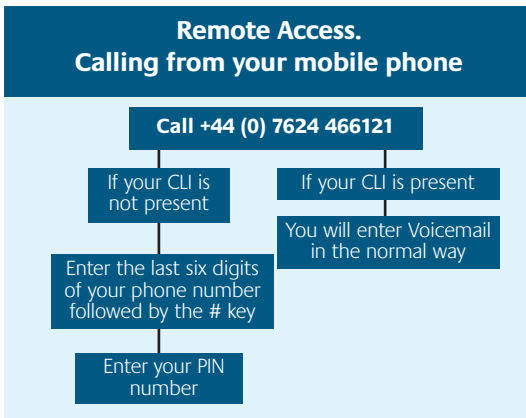 Remote Access.
Calling from your mobile phone
Call +44 (0) 7624 466121
If your CLI is
not present
Enter the last six digits
of your phone number
followed by the # key
Enter your PIN
number
If your CLI is present
You will enter Voicemail
in the normal way